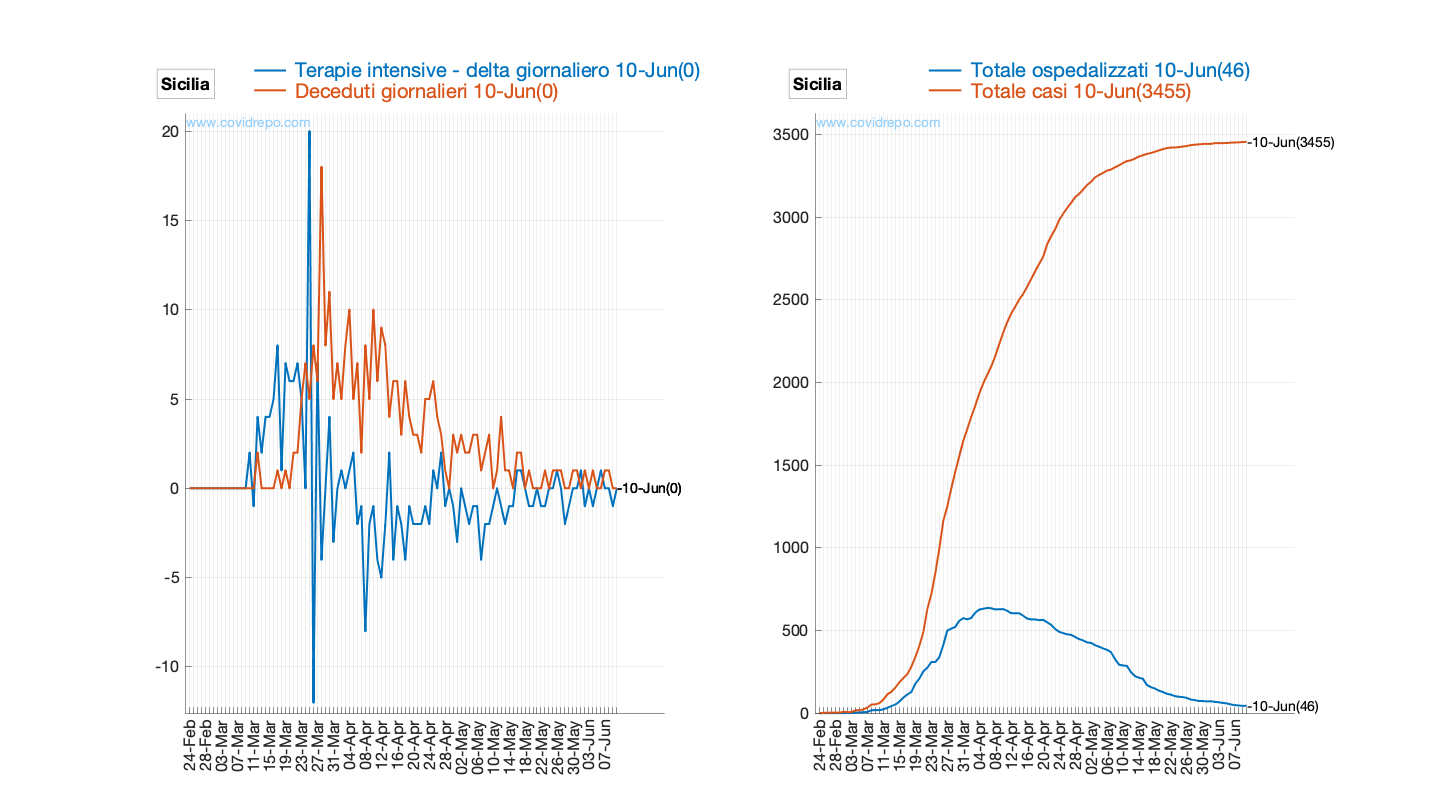 Sicilia
Terapie intensive - delta giornaliero 10-Jun(0)
Deceduti giornalieri 10-Jun(0)
www.covidrepo.com
20
15
10
5
0
-5
-10
-10-Jun(0)
24-Feb
28-Feb
03-Mar
07-Mar
11-Mar
15-Mar
19-Mar
23-Mar
27-Mar
31-Mar
04-Apr
08-Apr
12-Apr
16-Apr
20-Apr
24-Apr
28-Apr
02-May
06-May
10-May
14-May
18-May
22-May
26-May
30-May
03-Jun
07-Jun
Sicilia
Totale ospedalizzati 10-Jun(46)
Totale casi 10-Jun(3455)
www.covidrepo.com
3500
3000
2500
2000
1500
1000
500
0
-10-Jun(3455)
-10-Jun(46)
24-Feb
28-Feb
03-Mar
07-Mar
11-Mar
15-Mar
19-Mar
23-Mar
27-Mar
31-Mar
04-Apr
08-Apr
12-Apr
16-Apr
20-Apr
24-Apr
28-Apr
02-May
06-May
10-May
14-May
18-May
22-May
26-May
30-May
03-Jun
07-Jun